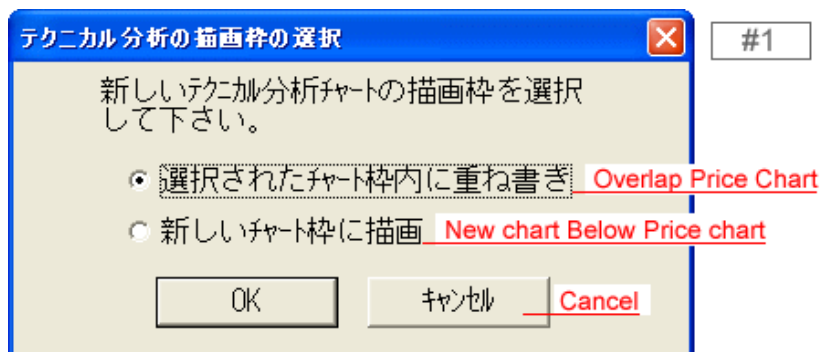 テクニカル分析の描画枠の選択
#1
新しいﾃｸﾆｶﾙ分析ﾁｬｰﾄの描画枠を選択
して下さい。
選択されたﾁｬｰﾄ枠内に重ね書き Overlap Price Chart
新しいﾁｬｰﾄ枠に描画 New chart Below Price chart
OK ｷｬﾝｾﾙ Cancel